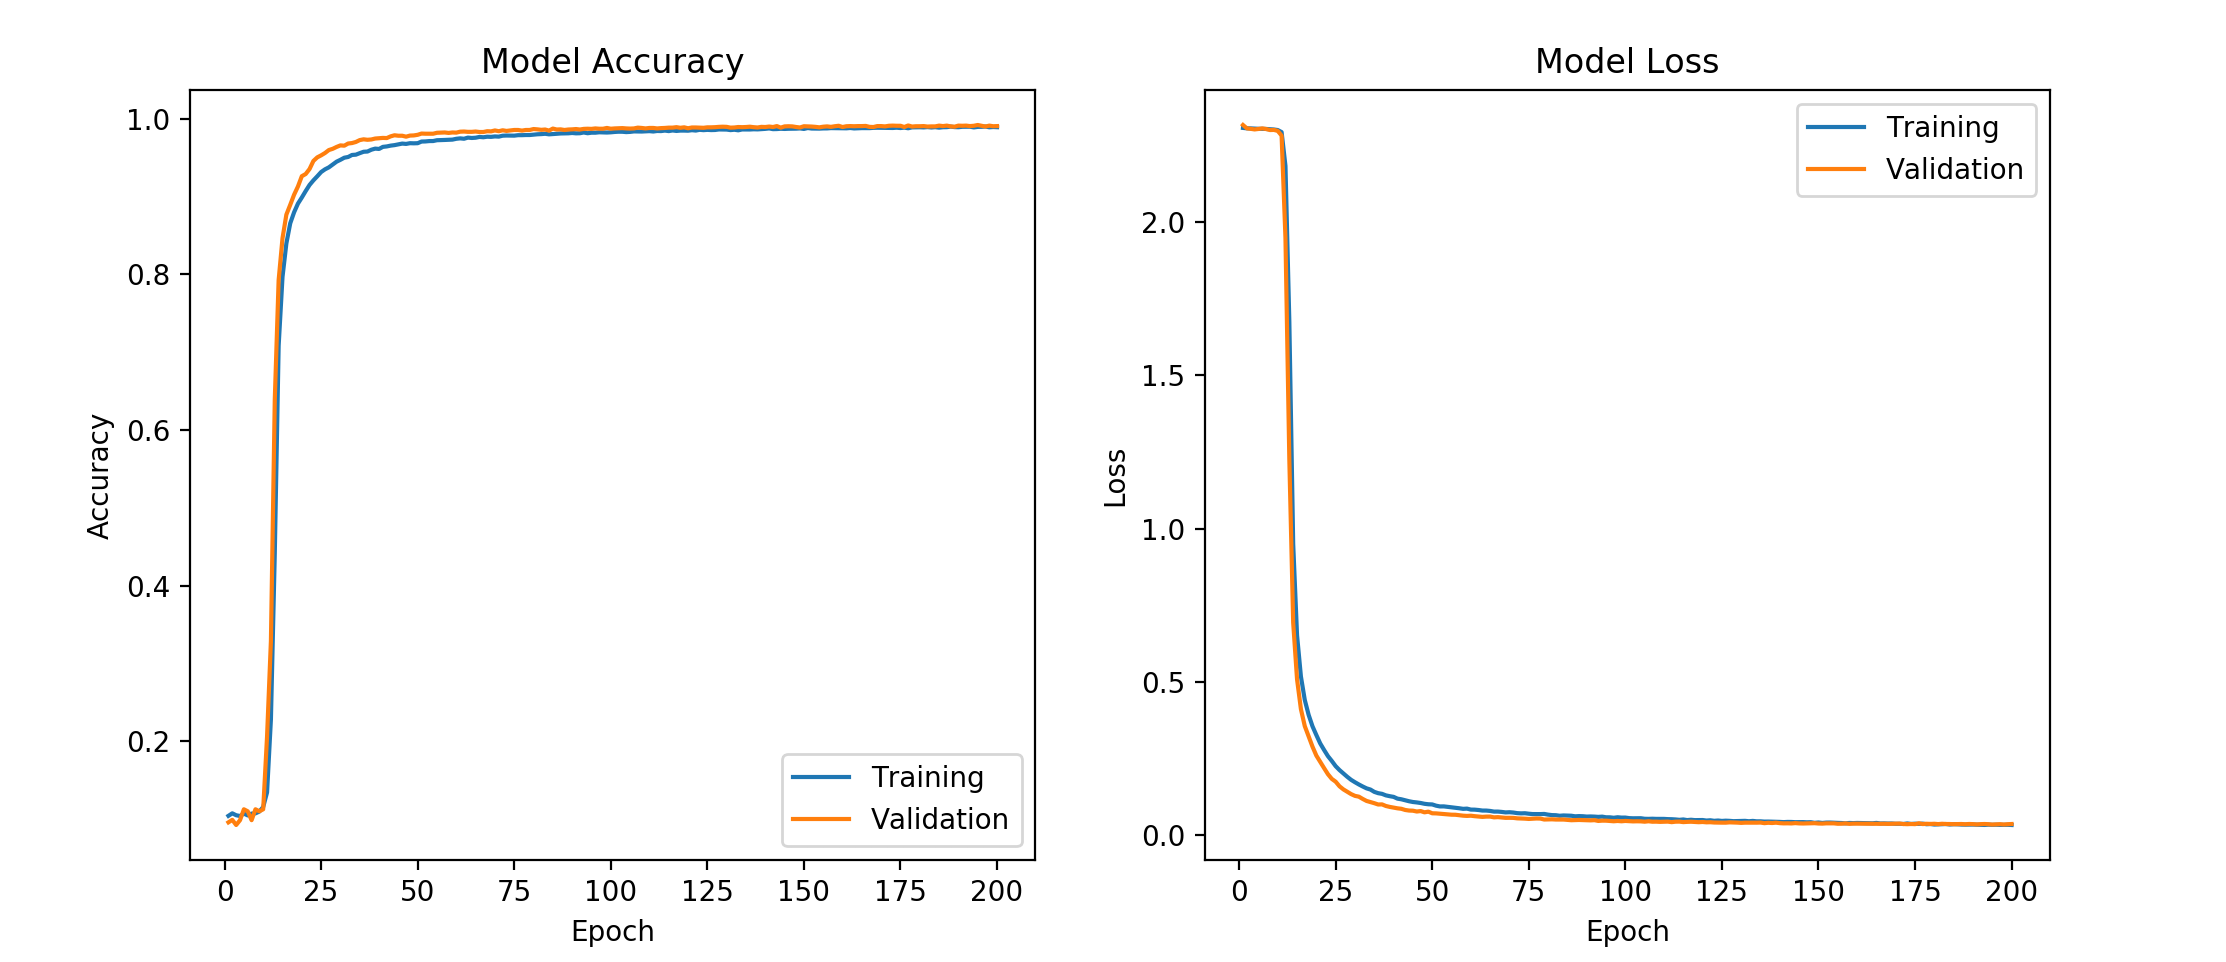 Model Accuracy
1.0
0.8
0.6
0.4
0.2
Accuracy
0 25 50 75 100 125 150 175 200
Epoch
Training
Validation
Model Loss
2.0
1.5
1.0
0.5
0.0
Loss
0 25 50 75 100 125 150 175 200
Epoch
Training
Validation